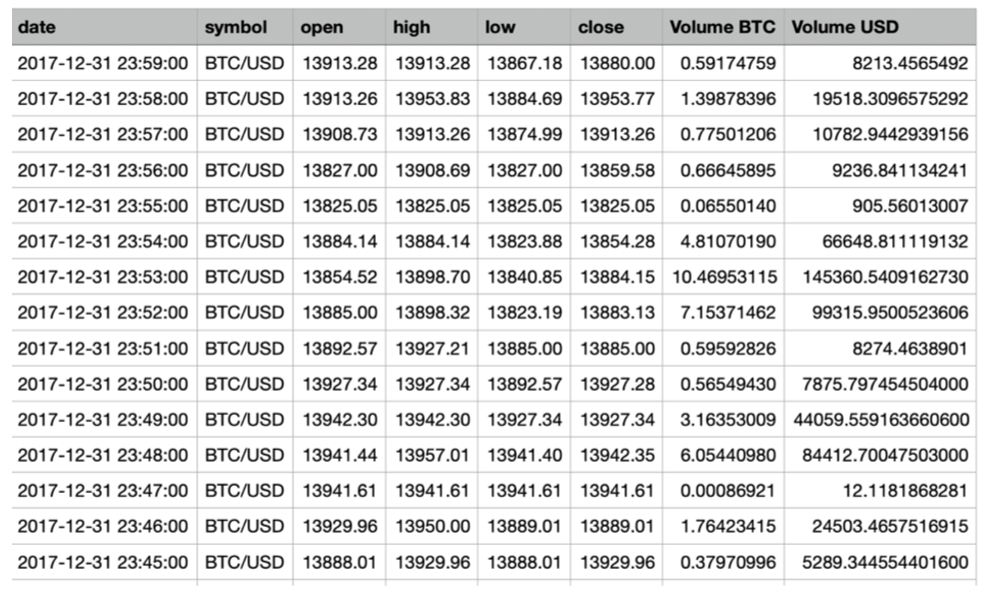 date symbol open high low close Volume BTC Volume USD
2017-12-31 23:59:00 BTC/USD 13913.28 13913.28 13867.18 13880.00 0.59174759 8213.4565492
2017-12-31 23:58:00 BTC/USD 13913.26 13953.83 13884.69 13953.77 1.39878396 19518.3096575292
2017-12-31 23:57:00 BTC/USD 13908.73 13913.26 13874.99 13913.26 0.77501206 10782.9442939156
2017-12-31 23:56:00 BTC/USD 13827.00 13908.69 13827.00 13859.58 0.66645895 9236.841134241
2017-12-31 23:55:00 BTC/USD 13825.05 13825.05 13825.05 13825.05 0.06550140 905.56013007
2017-12-31 23:54:00 BTC/USD 13884.14 13884.14 13823.88 13854.28 4.81070190 66648.811119132
2017-12-31 23:53:00 BTC/USD 13854.52 13898.70 13840.85 13884.15 10.46953115 145360.5409162730
2017-12-31 23:52:00 BTC/USD 13885.00 13898.32 13823.19 13883.13 7.15371462 99315.9500523606
2017-12-31 23:51:00 BTC/USD 13892.57 13927.21 13885.00 13885.00 0.59592826 8274.4638901
2017-12-31 23:50:00 BTC/USD 13927.34 13927.34 13892.57 13927.28 0.56549430 7875.797454504000
2017-12-31 23:49:00 BTC/USD 13942.30 13942.30 13927.34 13927.34 3.16353009 44059.559163660600
2017-12-31 23:48:00 BTC/USD 13941.44 13957.01 13941.40 13942.35 6.05440980 84412.70047503000
2017-12-31 23:47:00 BTC/USD 13941.61 13941.61 13941.61 13941.61 0.00086921 12.1181868281
2017-12-31 23:46:00 BTC/USD 13929.96 13950.00 13889.01 13889.01 1.76423415 24503.4657516915
2017-12-31 23:45:00 BTC/USD 13888.01 13929.96 13888.01 13929.96 0.37970996 5289.344554401600